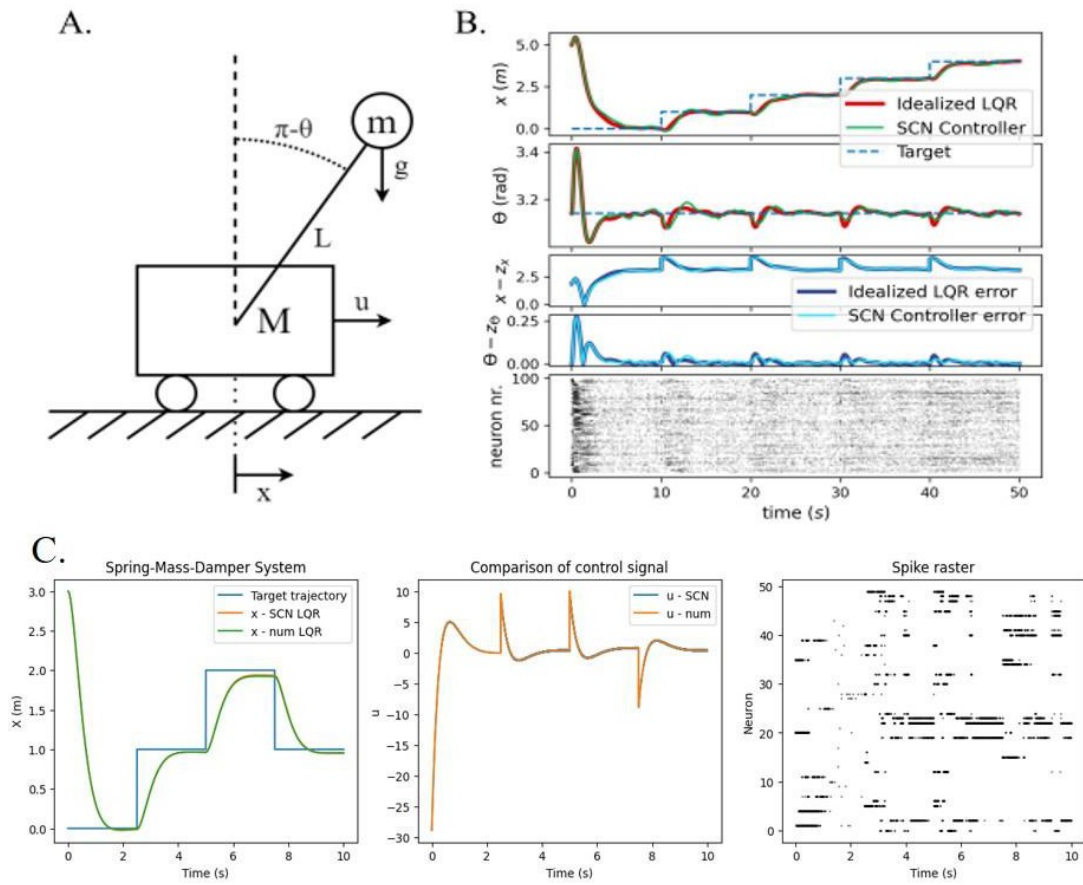 A.
π-θ
m
g
L
M
u
x
B.
5.0
2.5
0.0
x (m)
Idealized LQR
SCN Controller
Target
3.4
3.2
Θ (rad)
2.5
0.0
x − zx
Idealized LQR error
SCN Controller error
0.25
0.00
Θ − zθ
100
50
0
neuron nr.
0 10 20 30 40 50
time (s)
C.
Spring-Mass-Damper System
Target trajectory
x - SCN LQR
x - num LQR
3.0
2.5
2.0
1.5
1.0
0.5
0.0
X (m)
0 2 4 6 8 10
Time (s)
Comparison of control signal
u - SCN
u - num
10
5
0
−5
−10
−15
−20
−25
−30
u
0 2 4 6 8 10
Time (s)
Spike raster
50
40
30
20
10
0
Neuron
0 2 4 6 8 10
Time (s)